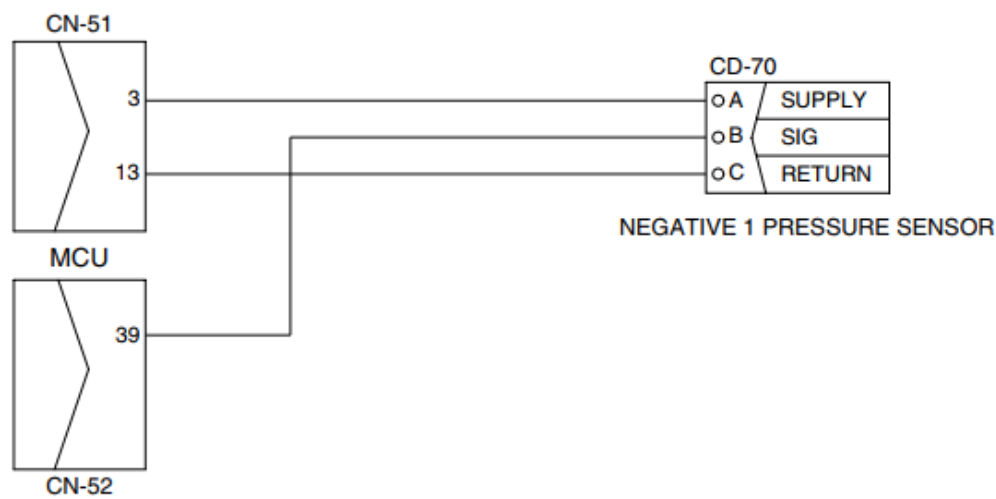 CN-51
3
13
MCU
39
CN-52
CD-70
A SUPPLY
B SIG
C RETURN
NEGATIVE 1 PRESSURE SENSOR